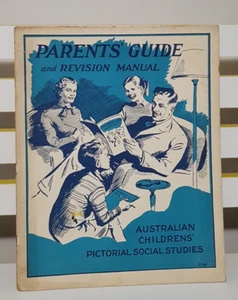 PARENTS' GUIDE
and REVISION MANUAL
AUSTRALIAN
CHILDRENS'
PICTORIAL SOCIAL STUDIES